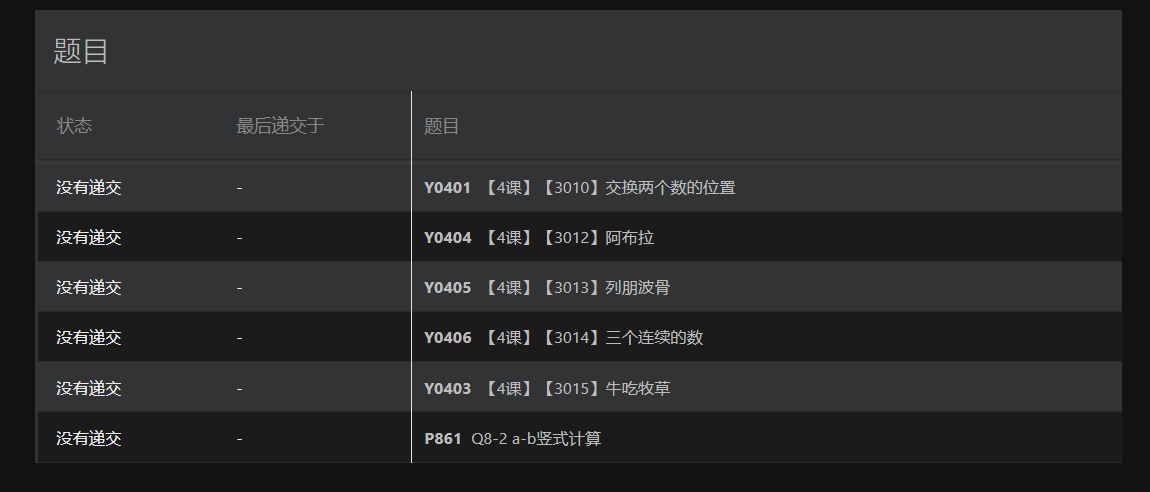 题目
状态 最后递交于 题目
没有递交 - Y0401 【4课】【3010】交换两个数的位置
没有递交 - Y0404 【4课】【3012】阿布拉
没有递交 - Y0405 【4课】【3013】列朋波骨
没有递交 - Y0406 【4课】【3014】三个连续的数
没有递交 - Y0403 【4课】【3015】牛吃牧草
没有递交 - P861 Q8-2 a-b竖式计算